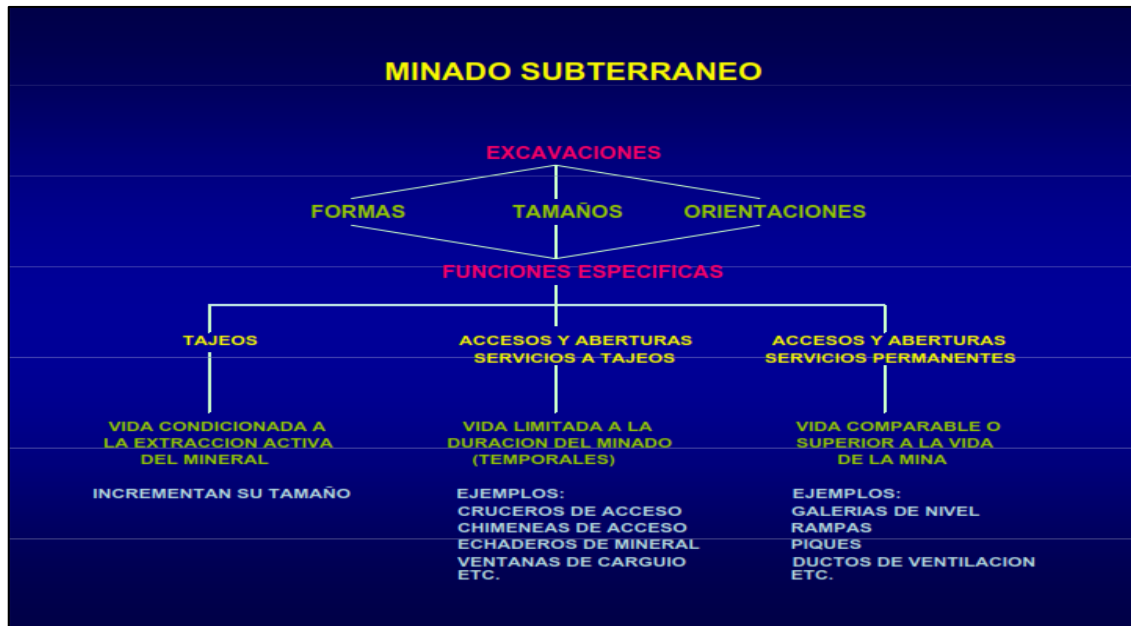 MINADO SUBTERRANEO
EXCAVACIONES
FORMAS TAMAÑOS ORIENTACIONES
FUNCIONES ESPECIFICAS
TAJEOS
ACCESOS Y ABERTURAS
SERVICIOS A TAJEOS
ACCESOS Y ABERTURAS
SERVICIOS PERMANENTES
VIDA CONDICIONADA A
LA EXTRACCION ACTIVA
DEL MINERAL
INCREMENTAN SU TAMAÑO
VIDA LIMITADA A LA
DURACION DEL MINADO
(TEMPORALES)
EJEMPLOS:
CRUCEROS DE ACCESO
CHIMENEAS DE ACCESO
ECHADEROS DE MINERAL
VENTANAS DE CARGUIO
ETC.
VIDA COMPARABLE O
SUPERIOR A LA VIDA
DE LA MINA
EJEMPLOS:
GALERIAS DE NIVEL
RAMPAS
PIQUES
DUCTOS DE VENTILACION
ETC.